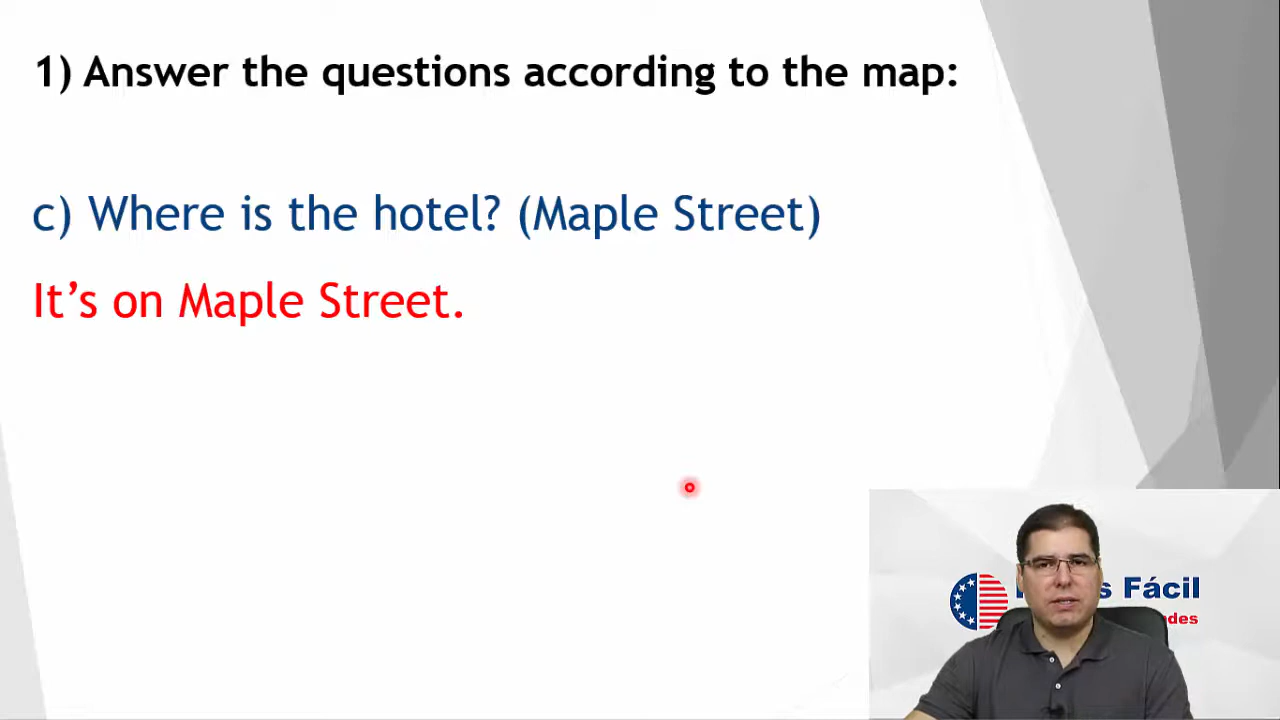 1) Answer the questions according to the map:
c) Where is the hotel? (Maple Street)
It’s on Maple Street.
Fácil